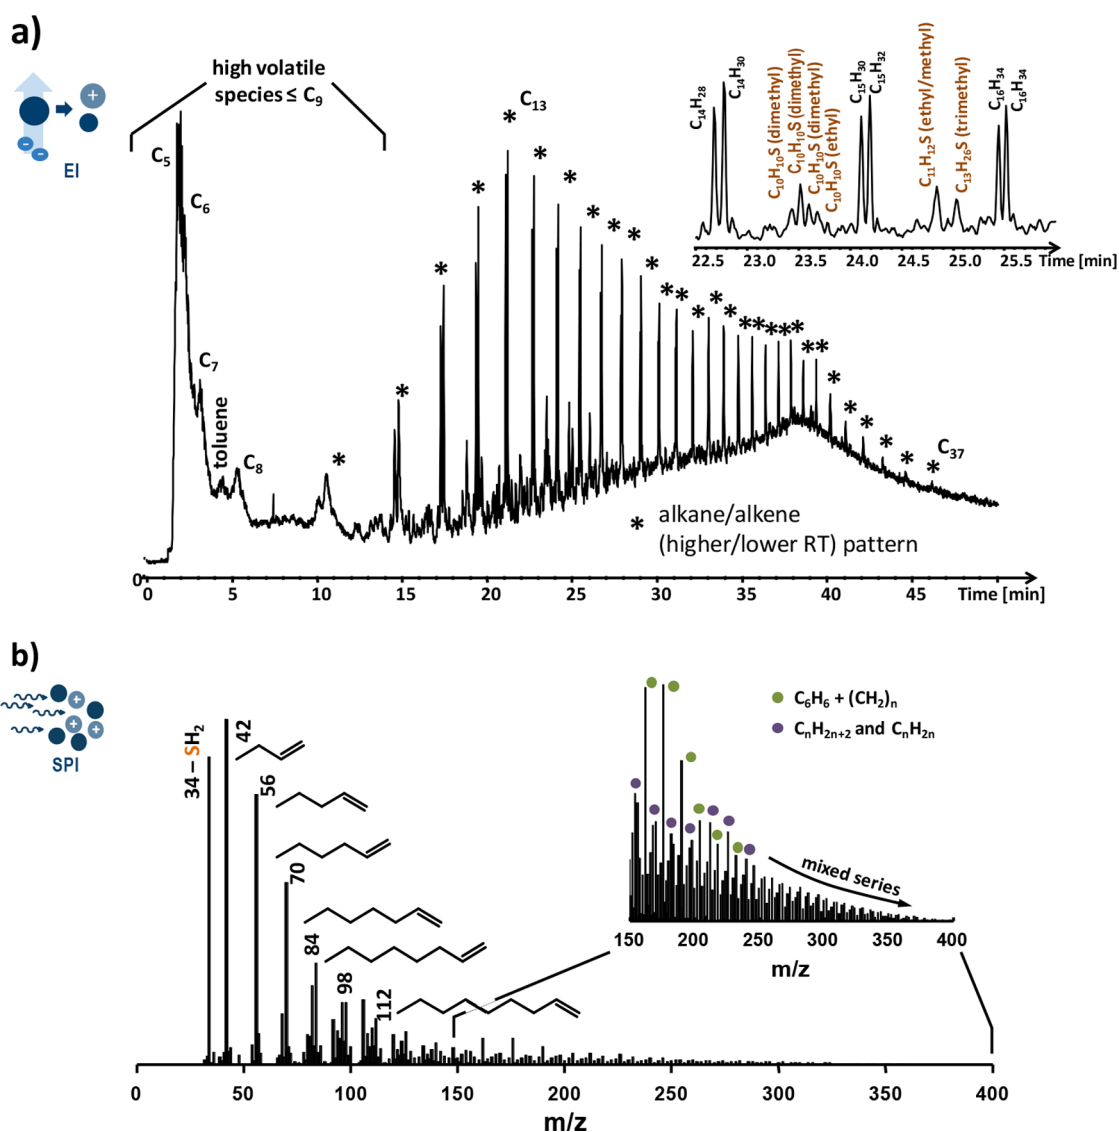 a)
EI
high volatile
species ≤ C₉
C₅
C₆
C₇
toluene
C₈
*
C₁₃
C₃₇
* alkane/alkene
(higher/lower RT) pattern
0
0 5 10 15 20 25 30 35 40 45 Time [min]
C₁₄H₂₈
C₁₄H₃₀
C₁₀H₁₀S (dimethyl)
C₁₀H₁₀S (dimethyl)
C₁₀H₁₀S (dimethyl)
C₁₀H₁₀S (ethyl)
C₁₅H₃₀
C₁₅H₃₂
C₁₁H₁₂S (ethyl/methyl)
C₁₃H₂₆S (trimethyl)
C₁₆H₃₄
C₁₆H₃₄
22.5 23.0 23.5 24.0 24.5 25.0 25.5 Time [min]
b)
SPI
34 – SH₂
42
56
70
84
98
112
C₆H₆ + (CH₂)ₙ
CₙH₂ₙ₊₂ and CₙH₂ₙ
mixed series
150 200 250 300 350 400
m/z
0 50 100 150 200 250 300 350 400
m/z